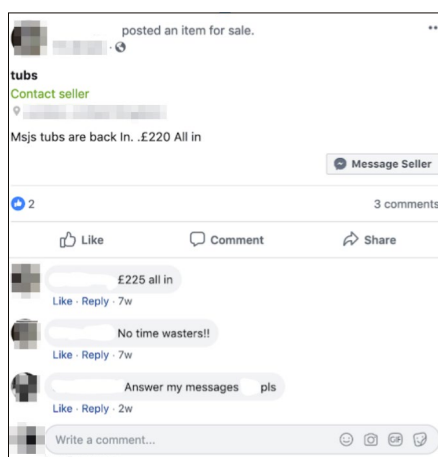 posted an item for sale.
tubs
Contact seller
Msjs tubs are back In. .£220 All in
Message Seller
2
3 comments
Like
Comment
Share
£225 all in
Like · Reply · 7w
No time wasters!!
Like · Reply · 7w
Answer my messages pls
Like · Reply · 2w
Write a comment...
GIF